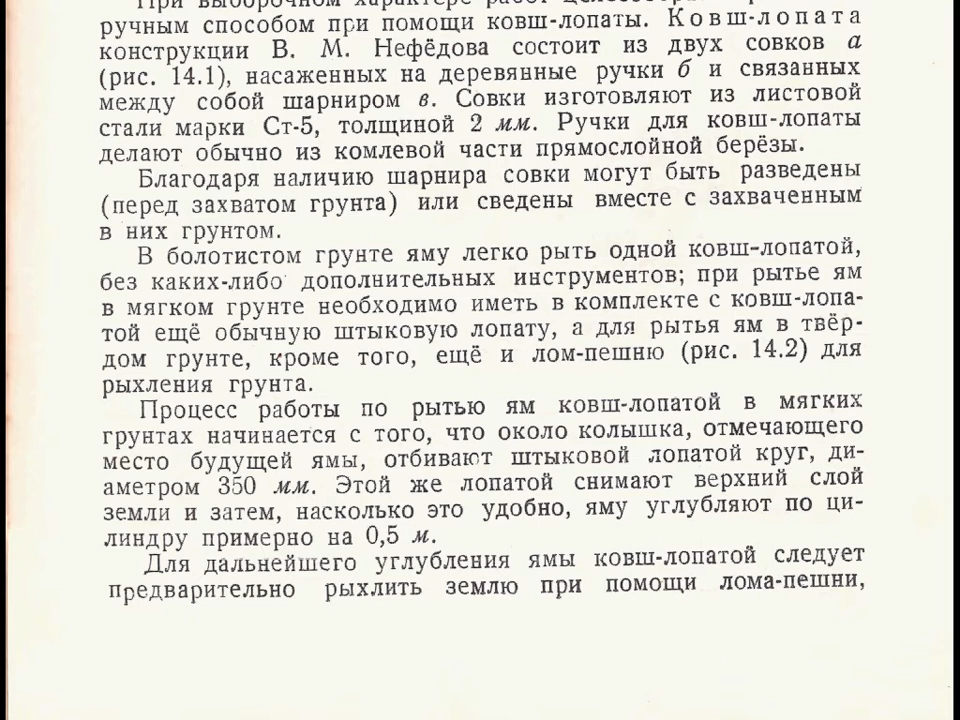 При выборочном характере работ
ручным способом при помощи ковш-лопаты. Ковш-лопата
конструкции В. М. Нефёдова состоит из двух совков а
(рис. 14.1), насаженных на деревянные ручки б и связанных
между собой шарниром в. Совки изготовляют из листовой
стали марки Ст-5, толщиной 2 мм. Ручки для ковш-лопаты
делают обычно из комлевой части прямослойной берёзы.
Благодаря наличию шарнира совки могут быть разведены
(перед захватом грунта) или сведены вместе с захваченным
в них грунтом.
В болотистом грунте яму легко рыть одной ковш-лопатой,
без каких-либо дополнительных инструментов; при рытье ям
в мягком грунте необходимо иметь в комплекте с ковш-лопа-
той ещё обычную штыковую лопату, а для рытья ям в твёр-
дом грунте, кроме того, ещё и лом-пешню (рис. 14.2) для
рыхления грунта.
Процесс работы по рытью ям ковш-лопатой в мягких
грунтах начинается с того, что около колышка, отмечающего
место будущей ямы, отбивают штыковой лопатой круг, ди-
аметром 350 мм. Этой же лопатой снимают верхний слой
земли и затем, насколько это удобно, яму углубляют по ци-
линдру примерно на 0,5 м.
Для дальнейшего углубления ямы ковш-лопатой следует
предварительно рыхлить землю при помощи лома-пешни,